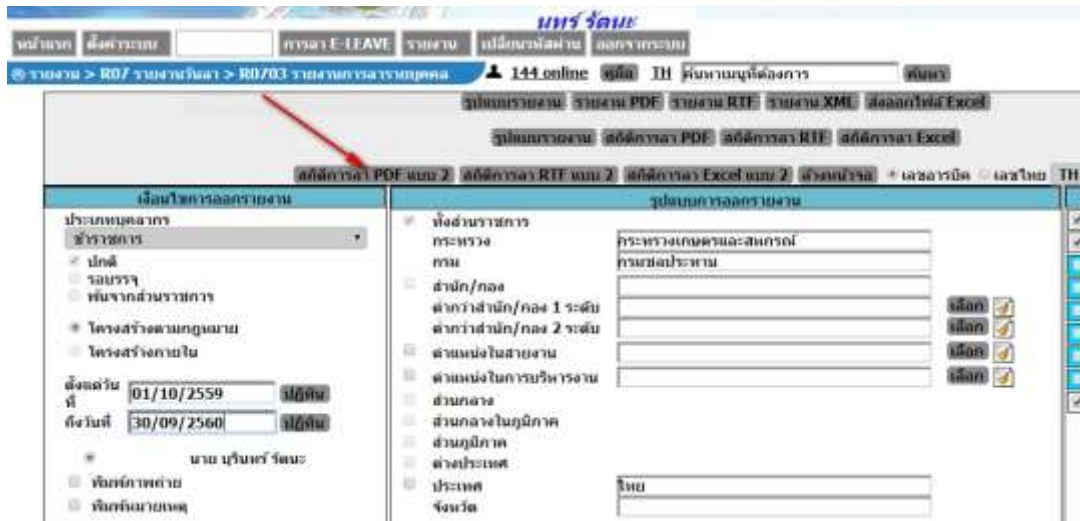 นทร์ รัตนะ
หน้าแรก ตั้งค่าระบบ การลา E-LEAVE รายงาน เปลี่ยนรหัสผ่าน ออกจากระบบ
รายงาน > R07 รายงานวันลา > R0703 รายงานการลารายบุคคล 144 online คู่มือ TH ค้นหาเมนูที่ต้องการ ค้นหา
รูปแบบรายงาน รายงาน PDF รายงาน RTF รายงาน XML ส่งออกไฟล์ Excel
รูปแบบรายงาน สถิติการลา PDF สถิติการลา RTF สถิติการลา Excel
สถิติการลา PDF แบบ 2 สถิติการลา RTF แบบ 2 สถิติการลา Excel แบบ 2 ล้างหน้าจอ เลขอารบิค เลขไทย TH
เงื่อนไขการออกรายงาน
ประเภทบุคลากร
ข้าราชการ
ปกติ
รอบรรจุ
พ้นจากส่วนราชการ
โครงสร้างตามกฎหมาย
โครงสร้างภายใน
ตั้งแต่วันที่ 01/10/2559 ปฏิทิน
ถึงวันที่ 30/09/2560 ปฏิทิน
นาย บุรินทร์ รัตนะ
พิมพ์ภาพถ่าย
พิมพ์หมายเหตุ
รูปแบบการออกรายงาน
ทั้งส่วนราชการ
กระทรวง กระทรวงเกษตรและสหกรณ์
กรม กรมชลประทาน
สำนัก/กอง
ต่ำกว่าสำนัก/กอง 1 ระดับ เลือก
ต่ำกว่าสำนัก/กอง 2 ระดับ เลือก
ตำแหน่งในสายงาน เลือก
ตำแหน่งในการบริหารงาน เลือก
ส่วนกลาง
ส่วนกลางในภูมิภาค
ส่วนภูมิภาค
ต่างประเทศ
ประเทศ ไทย
จังหวัด